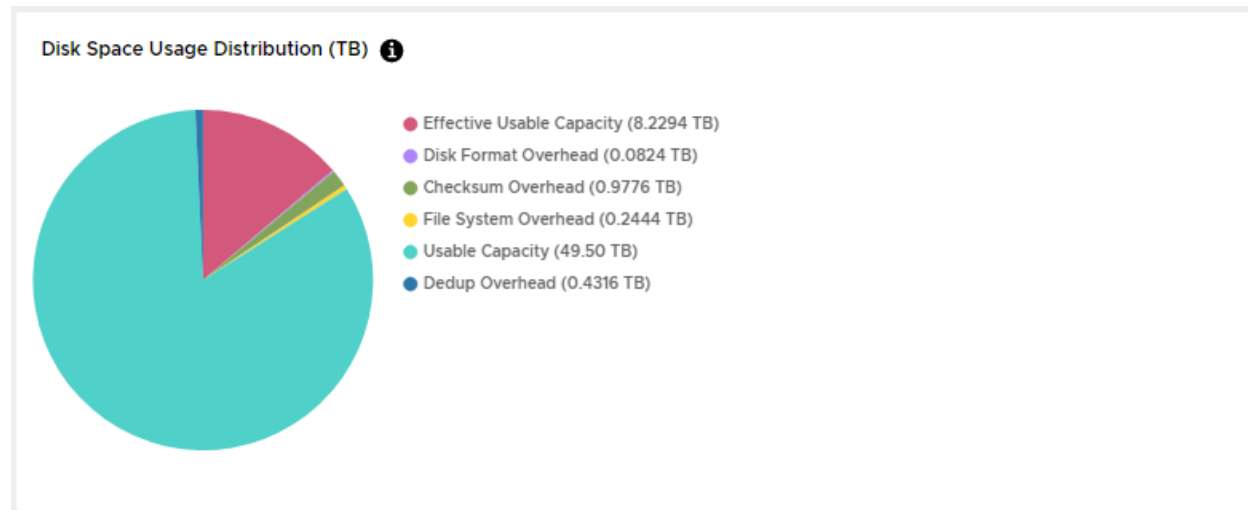 Disk Space Usage Distribution (TB)
Effective Usable Capacity (8.2294 TB)
Disk Format Overhead (0.0824 TB)
Checksum Overhead (0.9776 TB)
File System Overhead (0.2444 TB)
Usable Capacity (49.50 TB)
Dedup Overhead (0.4316 TB)